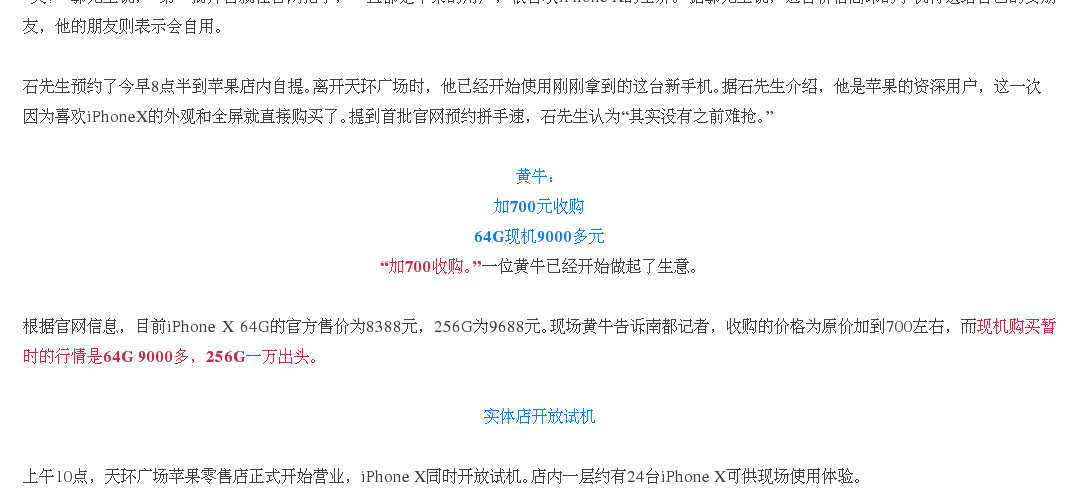 友，他的朋友则表示会自用。
石先生预约了今早8点半到苹果店内自提。离开天环广场时，他已经开始使用刚刚拿到的这台新手机。据石先生介绍，他是苹果的资深用户，这一次
因为喜欢iPhoneX的外观和全屏就直接购买了。提到首批官网预约拼手速，石先生认为“其实没有之前难抢。”
黄牛：
加700元收购
64G现机9000多元
“加700收购。”一位黄牛已经开始做起了生意。
根据官网信息，目前iPhone X 64G的官方售价为8388元，256G为9688元。现场黄牛告诉南都记者，收购的价格为原价加到700左右，而现机购买暂
时的行情是64G 9000多，256G一万出头。
实体店开放试机
上午10点，天环广场苹果零售店正式开始营业，iPhone X同时开放试机。店内一层约有24台iPhone X可供现场使用体验。